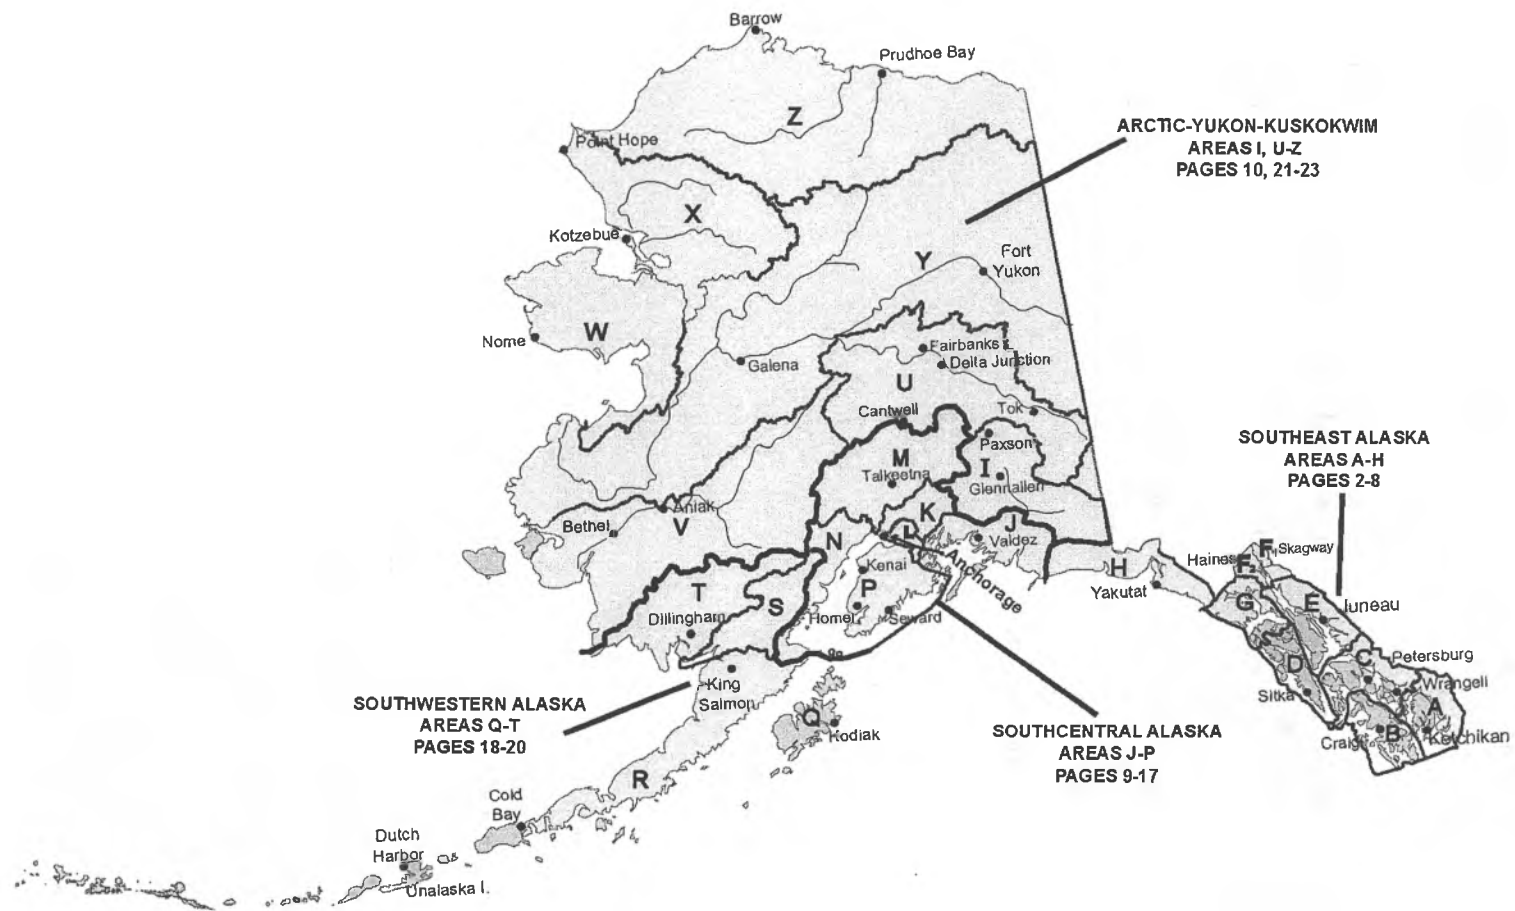 Barrow
Prudhoe Bay
Z
ARCTIC-YUKON-KUSKOKWIM
AREAS I, U-Z
PAGES 10, 21-23
Point Hope
X
Kotzebue
Y
Fort
Yukon
W
Nome
Galena
Fairbanks
Delta Junction
U
Cantwell
Tok
Paxson
SOUTHEAST ALASKA
AREAS A-H
PAGES 2-8
M
Talkeetna
I
Glennallen
Aniak
Bethel
V
K
L
J
Valdez
N
Anchorage
Kenai
P
Homer
Seward
H
Yakutat
Haines
F
Skagway
F2
G
E
Juneau
T
S
Dillingham
C
Petersburg
D
Sitka
Wrangell
A
B
Craig
Ketchikan
King
Salmon
SOUTHWESTERN ALASKA
AREAS Q-T
PAGES 18-20
Q
Kodiak
SOUTHCENTRAL ALASKA
AREAS J-P
PAGES 9-17
R
Cold
Bay
Dutch
Harbor
Unalaska I.